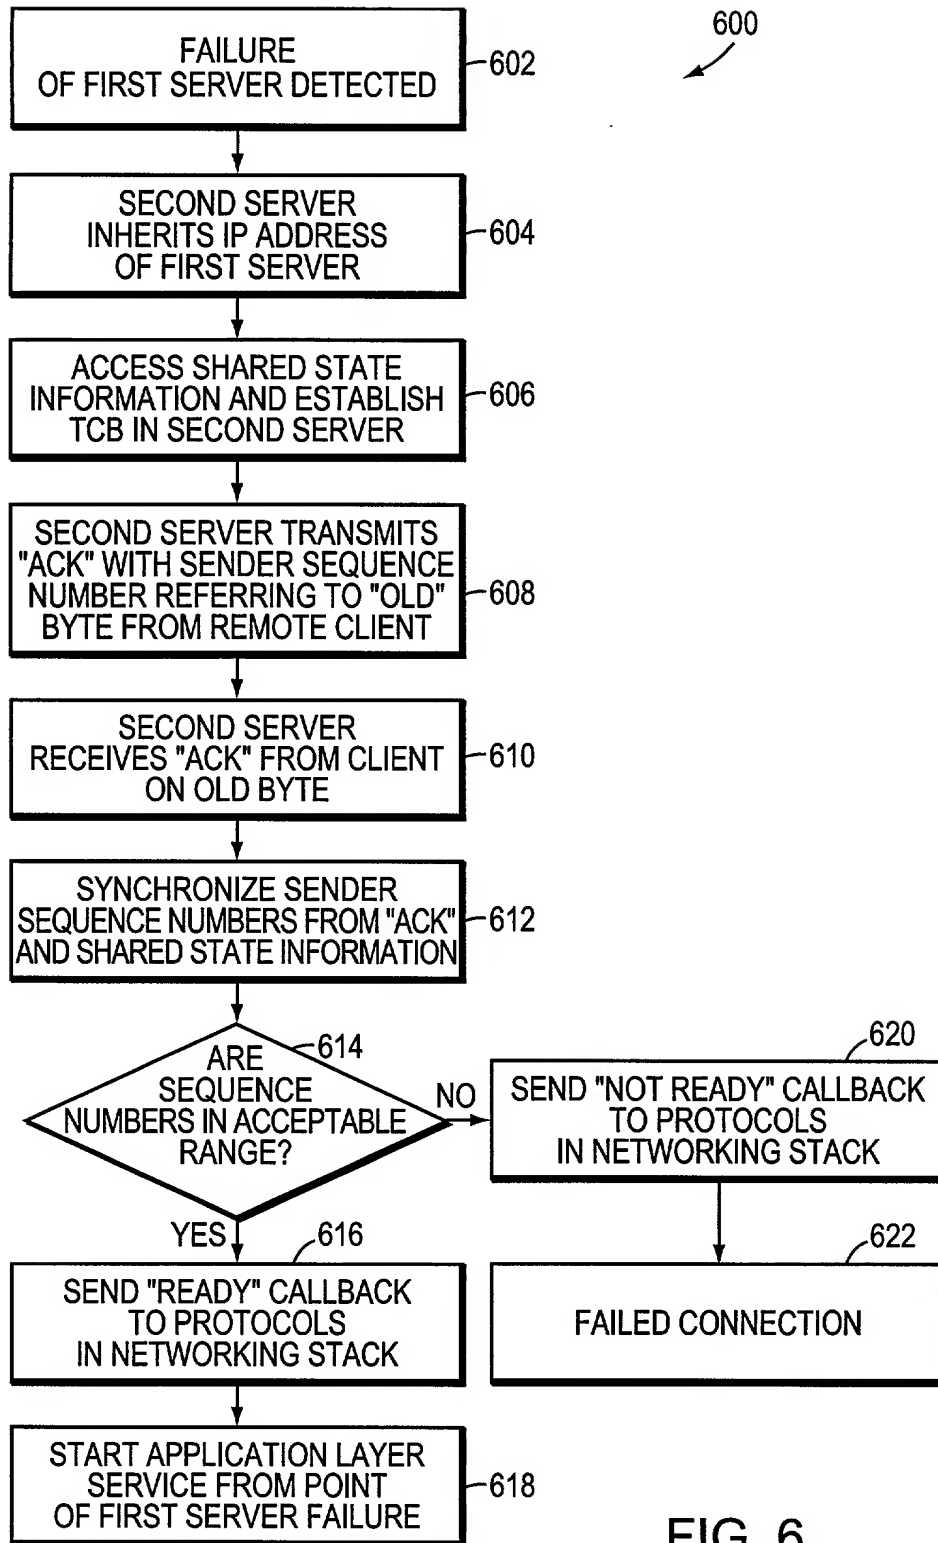 600
FAILURE
OF FIRST SERVER DETECTED
602
SECOND SERVER
INHERITS IP ADDRESS
OF FIRST SERVER
604
ACCESS SHARED STATE
INFORMATION AND ESTABLISH
TCB IN SECOND SERVER
606
SECOND SERVER TRANSMITS
"ACK" WITH SENDER SEQUENCE
NUMBER REFERRING TO "OLD"
BYTE FROM REMOTE CLIENT
608
SECOND SERVER
RECEIVES "ACK" FROM CLIENT
ON OLD BYTE
610
SYNCHRONIZE SENDER
SEQUENCE NUMBERS FROM "ACK"
AND SHARED STATE INFORMATION
612
ARE
SEQUENCE
NUMBERS IN ACCEPTABLE
RANGE?
614
NO
620
SEND "NOT READY" CALLBACK
TO PROTOCOLS
IN NETWORKING STACK
622
FAILED CONNECTION
YES
616
SEND "READY" CALLBACK
TO PROTOCOLS
IN NETWORKING STACK
START APPLICATION LAYER
SERVICE FROM POINT
OF FIRST SERVER FAILURE
618
FIG. 6